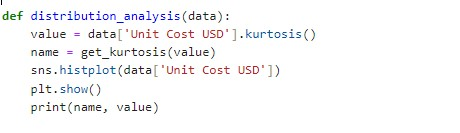 def distribution_analysis(data):
    value = data['Unit Cost USD'].kurtosis()
    name = get_kurtosis(value)
    sns.histplot(data['Unit Cost USD'])
    plt.show()
    print(name, value)